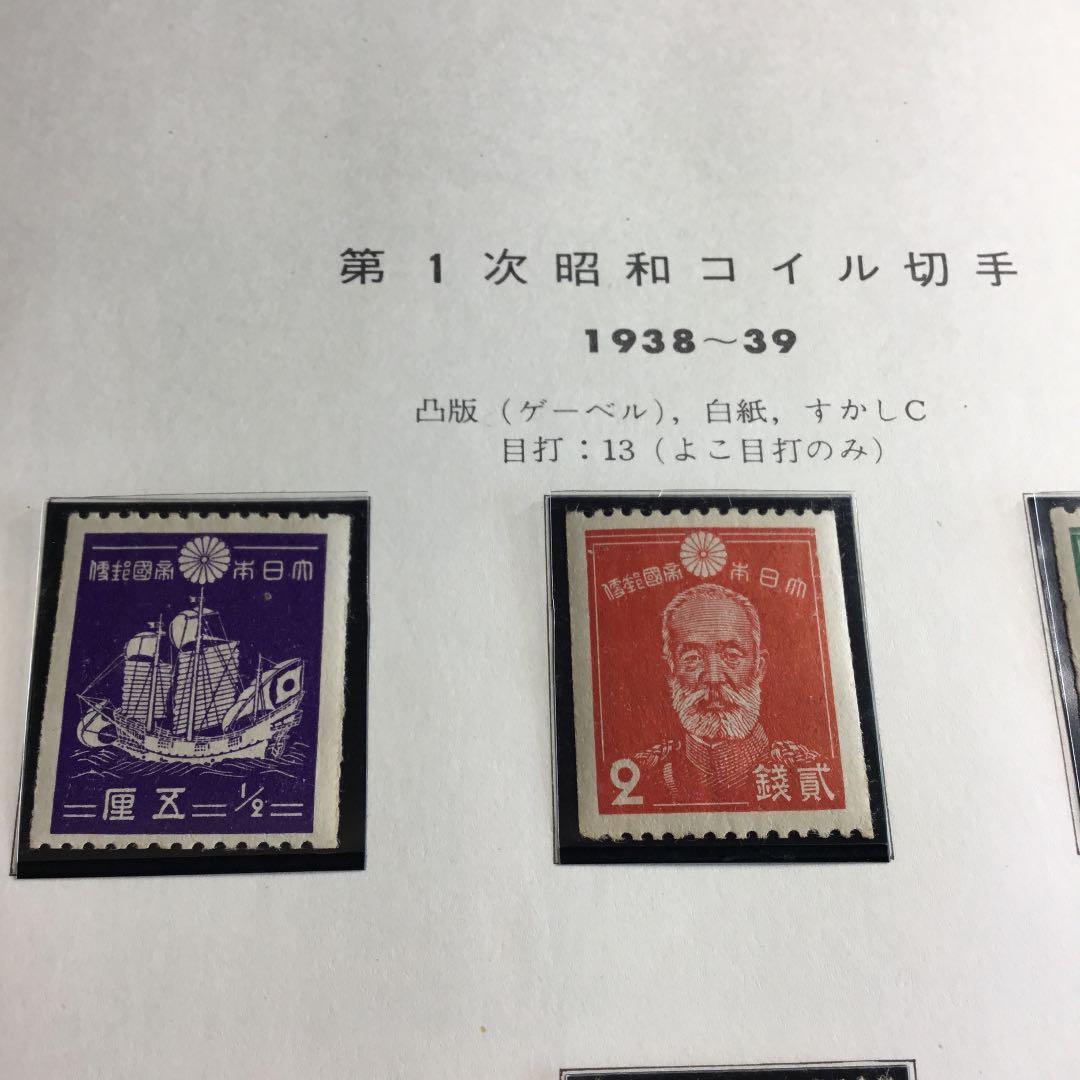 第1次昭和コイル切手
1938～39
凸版 (ゲーベル), 白紙, すかしC
目打：13 (よこ目打のみ)
便郵國帝本日大
五厘 1/2
便郵國帝本日大
2 錢貳